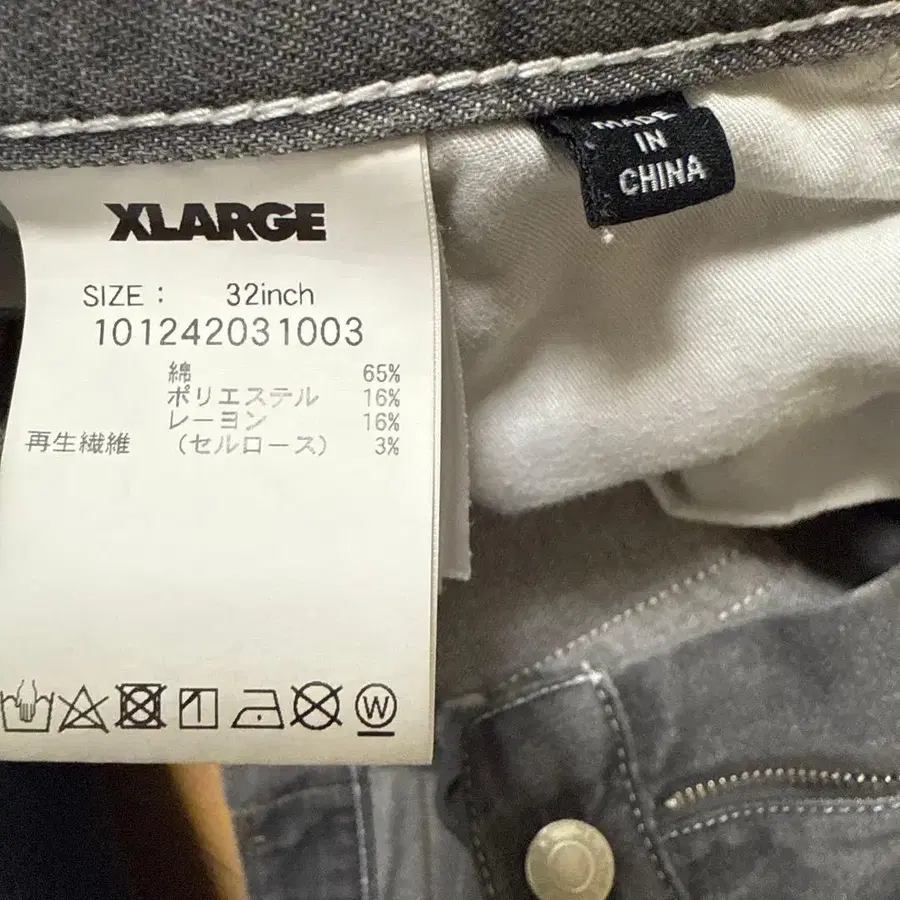 XLARGE
SIZE : 32inch
101242031003
綿 65%
ポリエステル 16%
レーヨン 16%
再生繊維 (セルロース) 3%
W
MADE
IN
CHINA